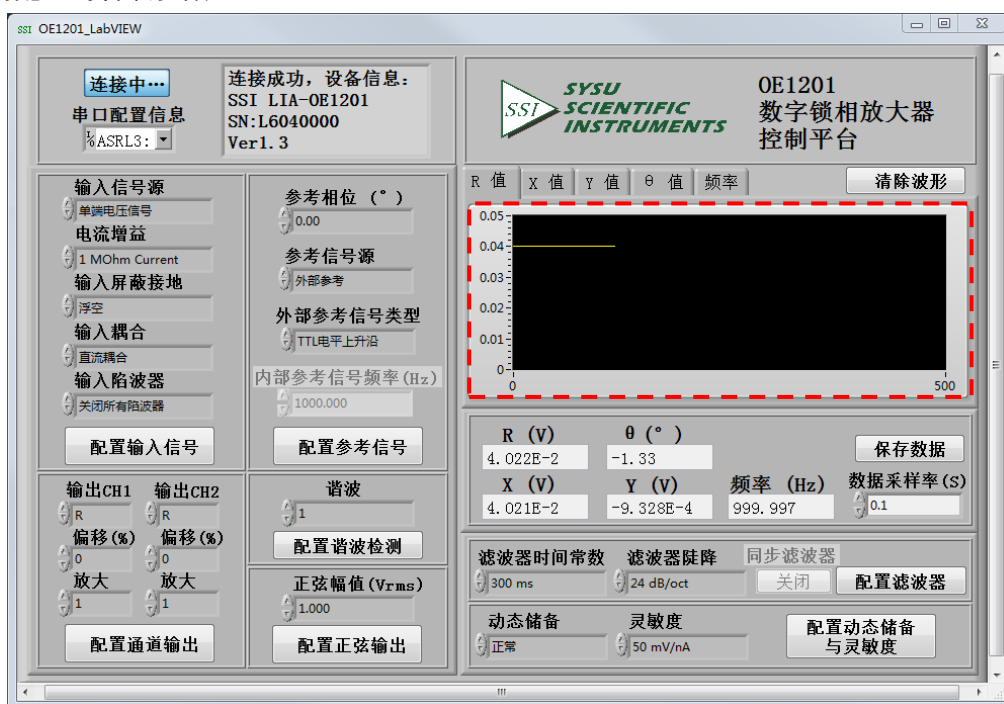 SSI OE1201_LabVIEW
连接中…
串口配置信息
ASRL3:
连接成功，设备信息：
SSI LIA-OE1201
SN:L6040000
Ver1.3
SSI
SYSU
SCIENTIFIC
INSTRUMENTS
OE1201
数字锁相放大器
控制平台
输入信号源
单端电压信号
电流增益
1 MOhm Current
输入屏蔽接地
浮空
输入耦合
直流耦合
输入陷波器
关闭所有陷波器
配置输入信号
参考相位 (°)
0.00
参考信号源
外部参考
外部参考信号类型
TTL电平上升沿
内部参考信号频率(Hz)
1000.000
配置参考信号
R 值 X 值 Y 值 θ 值 频率
清除波形
0.05
0.04
0.03
0.02
0.01
0
0 500
R (V) θ (°)
4.022E-2 -1.33
X (V) Y (V) 频率 (Hz)
4.021E-2 -9.328E-4 999.997
保存数据
数据采样率(S)
0.1
输出CH1 输出CH2
R R
偏移(%) 偏移(%)
0 0
放大 放大
1 1
配置通道输出
谐波
1
配置谐波检测
正弦幅值(Vrms)
1.000
配置正弦输出
滤波器时间常数 滤波器陡降 同步滤波器
300 ms 24 dB/oct 关闭 配置滤波器
动态储备 灵敏度
正常 50 mV/nA
配置动态储备
与灵敏度